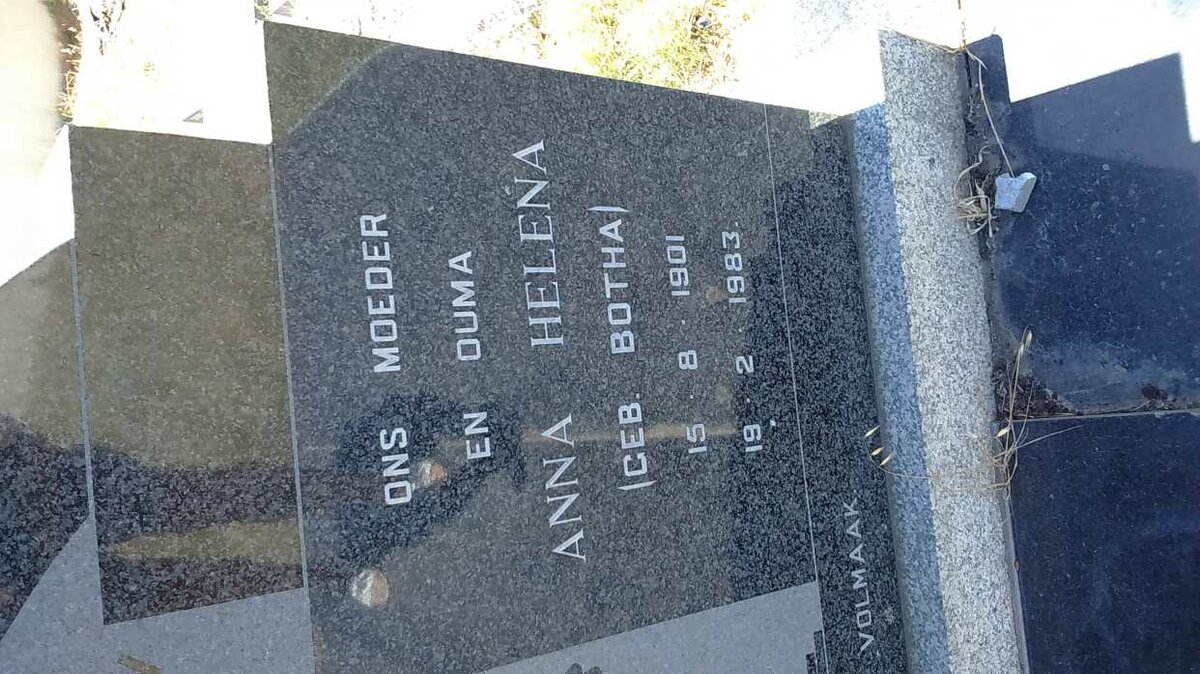 ONS MOEDER
EN OUMA
ANNA HELENA
(GEB. BOTHA)
15 . 8 . 1901
19 . 2 . 1983.
VOLMAAK